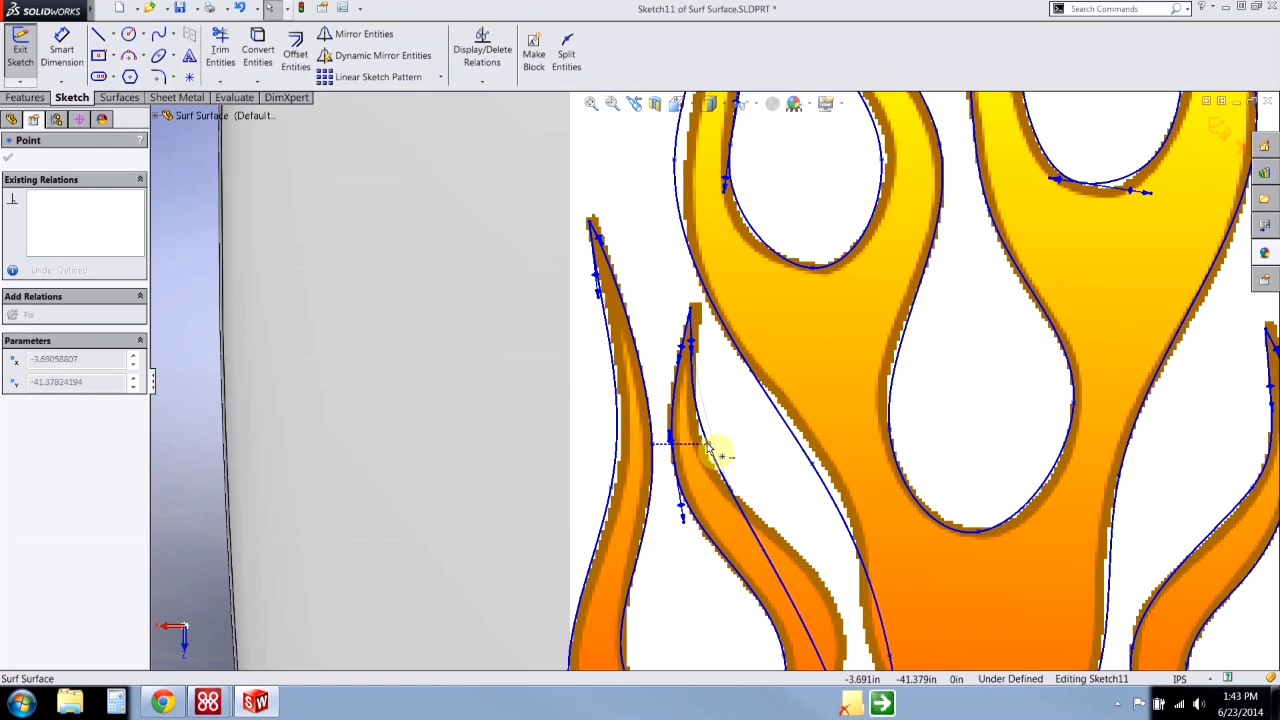 SOLIDWORKS
Sketch11 of Surf Surface.SLDPRT *
Search Commands
Exit Sketch
Smart Dimension
Trim Entities
Convert Entities
Offset Entities
Mirror Entities
Dynamic Mirror Entities
Linear Sketch Pattern
Display/Delete Relations
Make Block
Split Entities
Features Sketch Surfaces Sheet Metal Evaluate DimXpert
Surf Surface (Default...
Point ?
Existing Relations
Under Defined
Add Relations
Fix
Parameters
-3.69058807
-41.37824194
Surf Surface
-3.691in -41.379in 0in Under Defined Editing Sketch11 IPS
1:43 PM
6/23/2014